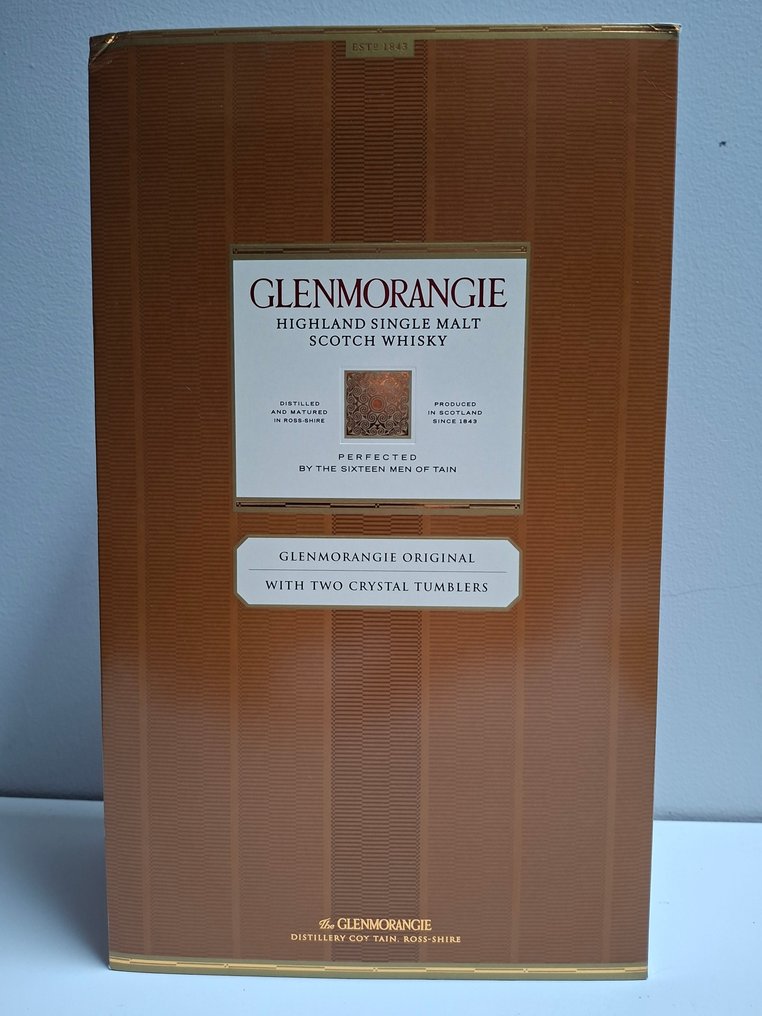 ESTD 1843
GLENMORANGIE
HIGHLAND SINGLE MALT
SCOTCH WHISKY
DISTILLED
AND MATURED
IN ROSS-SHIRE
PRODUCED
IN SCOTLAND
SINCE 1843
PERFECTED
BY THE SIXTEEN MEN OF TAIN
GLENMORANGIE ORIGINAL
WITH TWO CRYSTAL TUMBLERS
The GLENMORANGIE
DISTILLERY COY TAIN, ROSS-SHIRE